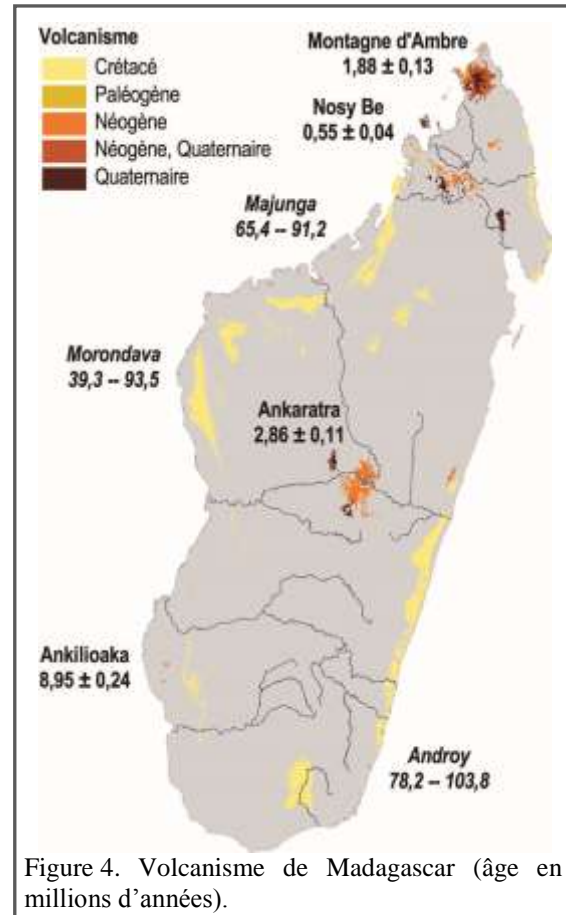 Volcanisme
Crétacé
Paléogène
Néogène
Néogène, Quaternaire
Quaternaire
Montagne d'Ambre
1,88 ± 0,13
Nosy Be
0,55 ± 0,04
Majunga
65,4 – 91,2
Morondava
39,3 – 93,5
Ankaratra
2,86 ± 0,11
Ankilioaka
8,95 ± 0,24
Androy
78,2 – 103,8
Figure 4. Volcanisme de Madagascar (âge en
millions d’années).